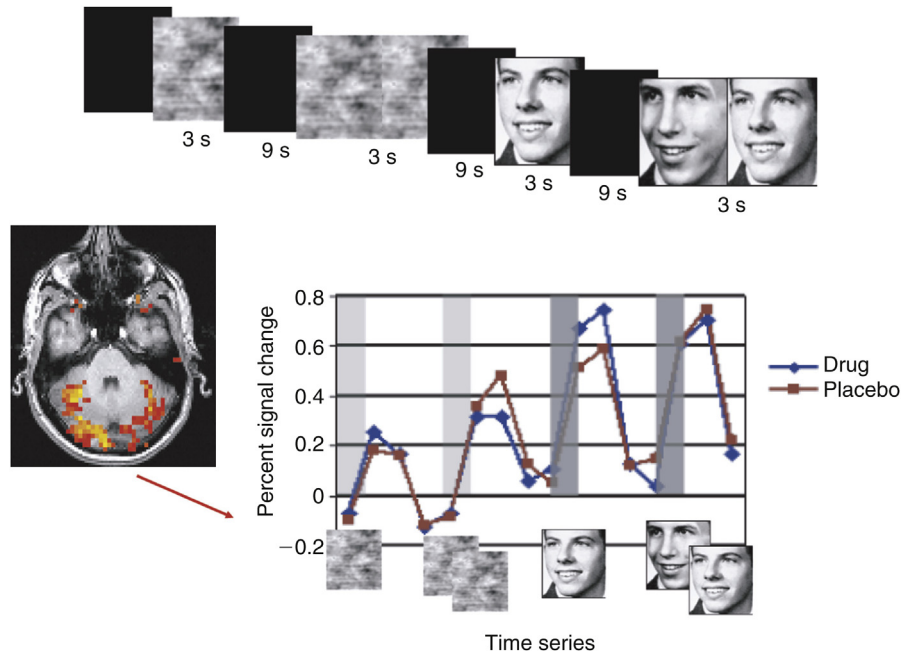 3 s
9 s
3 s
9 s
3 s
9 s
3 s
Percent signal change
0.8
0.6
0.4
0.2
0
−0.2
Drug
Placebo
Time series